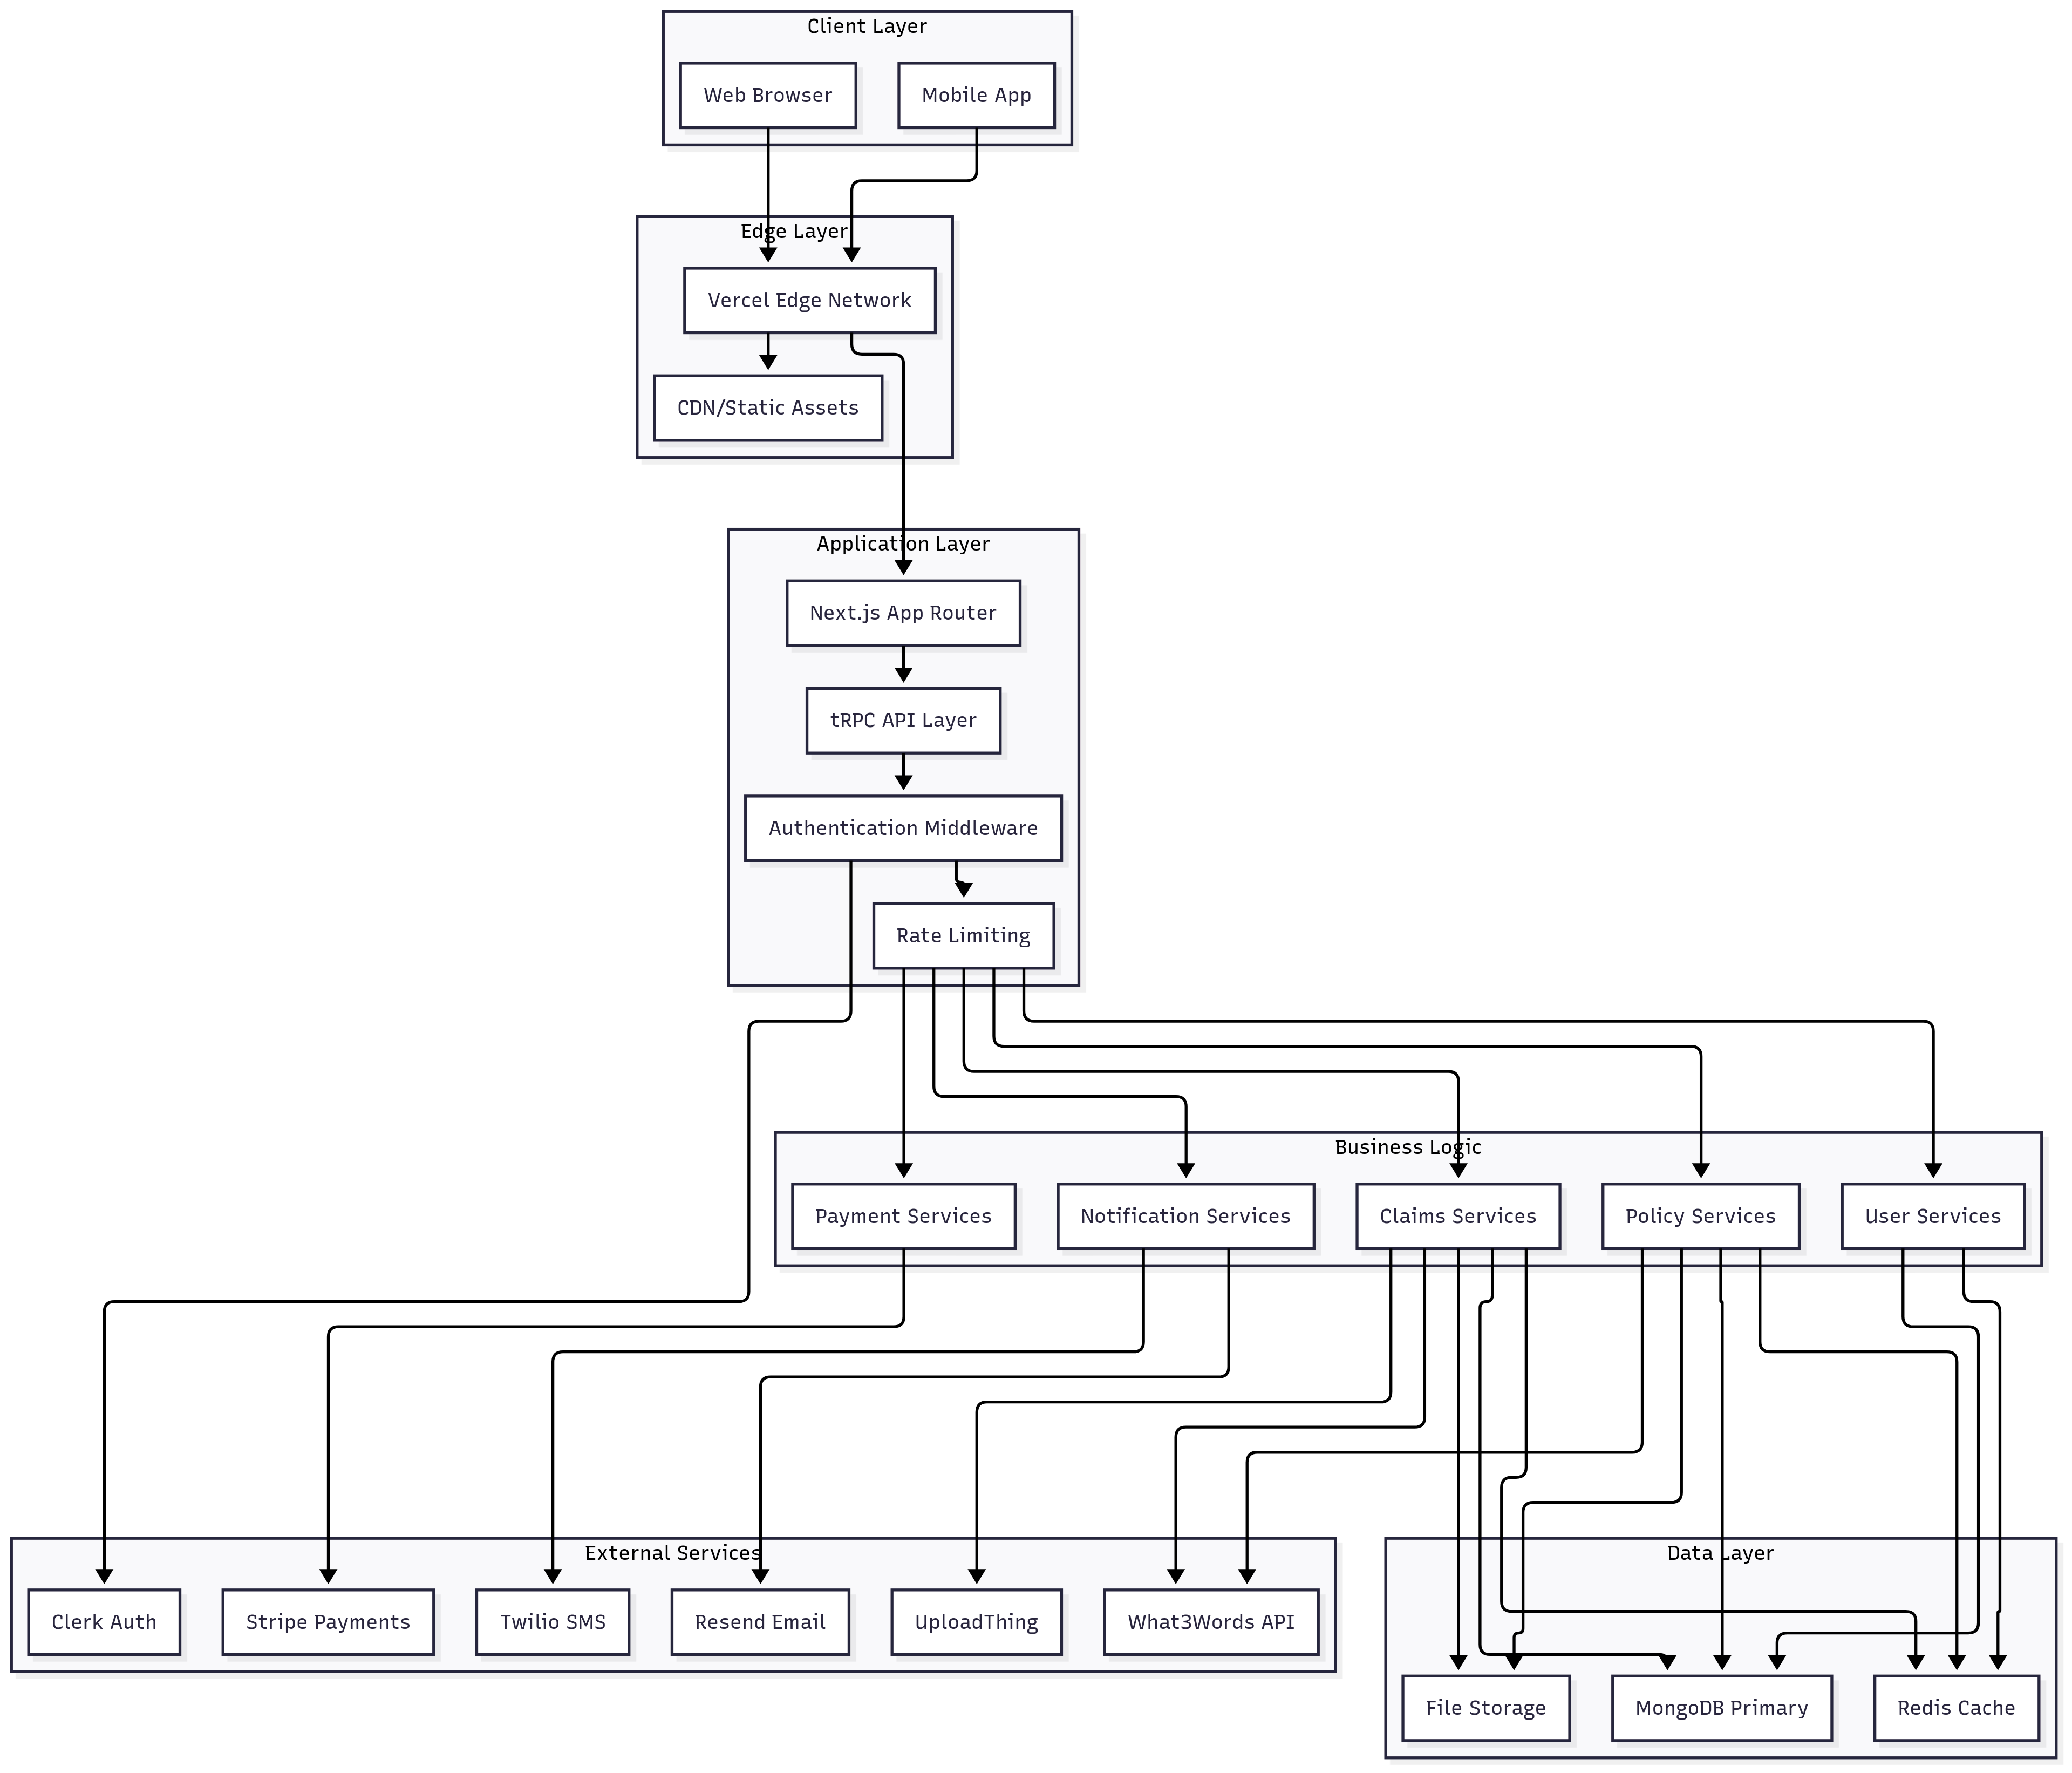 Client Layer
Web Browser
Mobile App
Edge Layer
Vercel Edge Network
CDN/Static Assets
Application Layer
Next.js App Router
tRPC API Layer
Authentication Middleware
Rate Limiting
Business Logic
Payment Services
Notification Services
Claims Services
Policy Services
User Services
External Services
Clerk Auth
Stripe Payments
Twilio SMS
Resend Email
UploadThing
What3Words API
Data Layer
File Storage
MongoDB Primary
Redis Cache